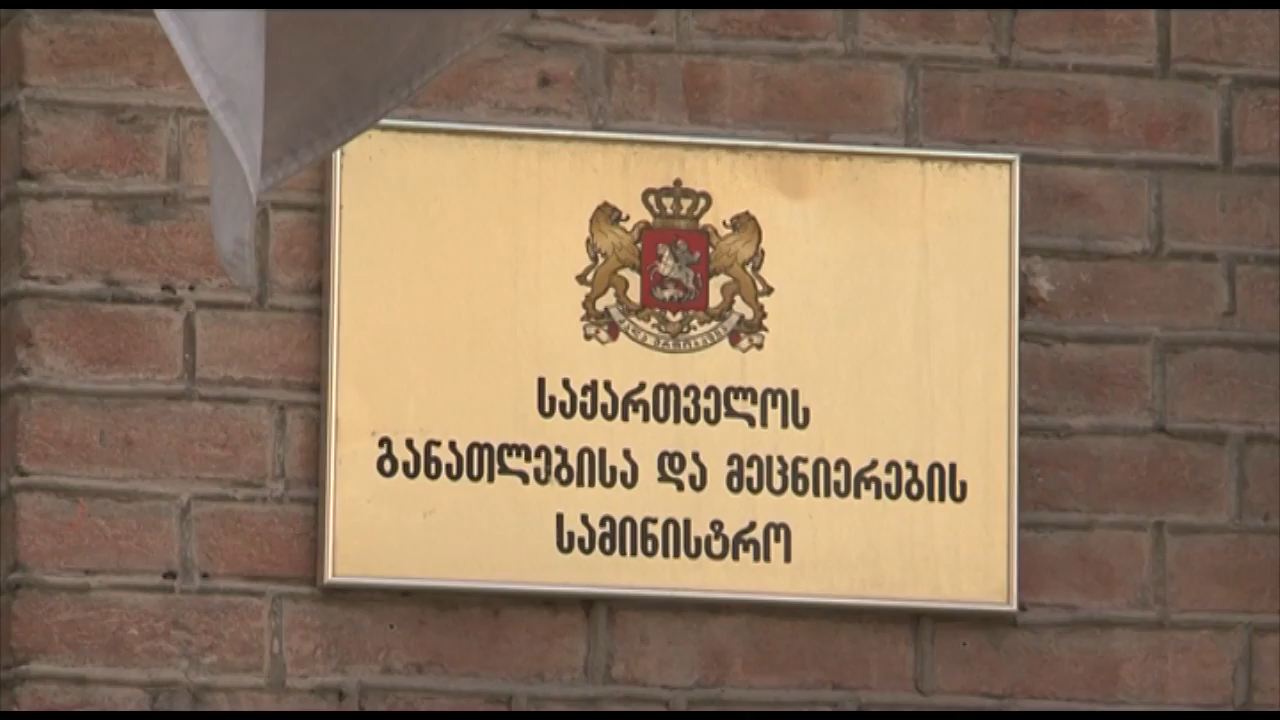 საქართველოს
განათლებისა და მეცნიერების
სამინისტრო